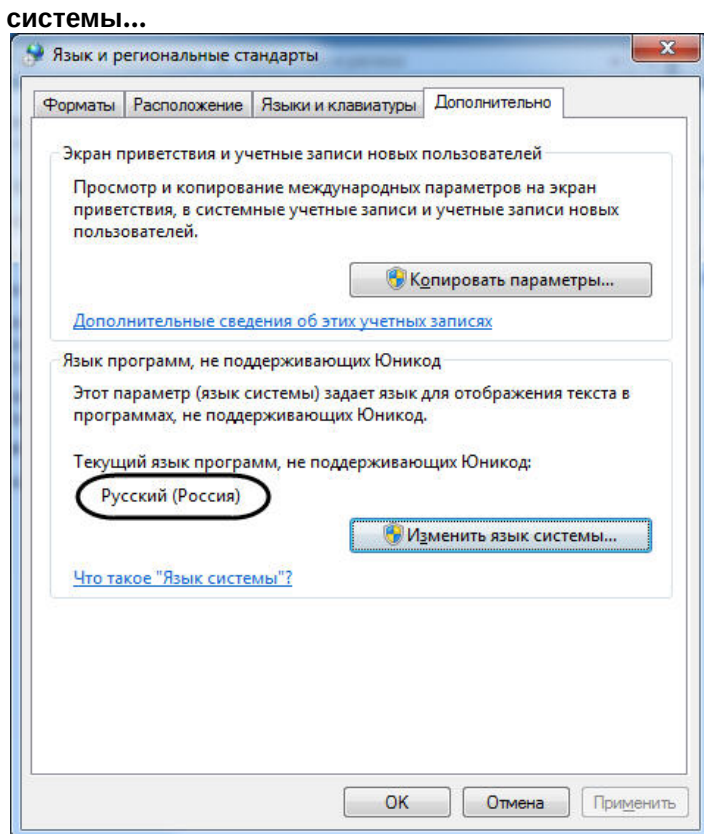 системы...
Язык и региональные стандарты
Форматы Расположение Языки и клавиатуры Дополнительно
Экран приветствия и учетные записи новых пользователей
Просмотр и копирование международных параметров на экран
приветствия, в системные учетные записи и учетные записи новых
пользователей.
Копировать параметры...
Дополнительные сведения об этих учетных записях
Язык программ, не поддерживающих Юникод
Этот параметр (язык системы) задает язык для отображения текста в
программах, не поддерживающих Юникод.
Текущий язык программ, не поддерживающих Юникод:
Русский (Россия)
Изменить язык системы...
Что такое "Язык системы"?
OK Отмена Применить